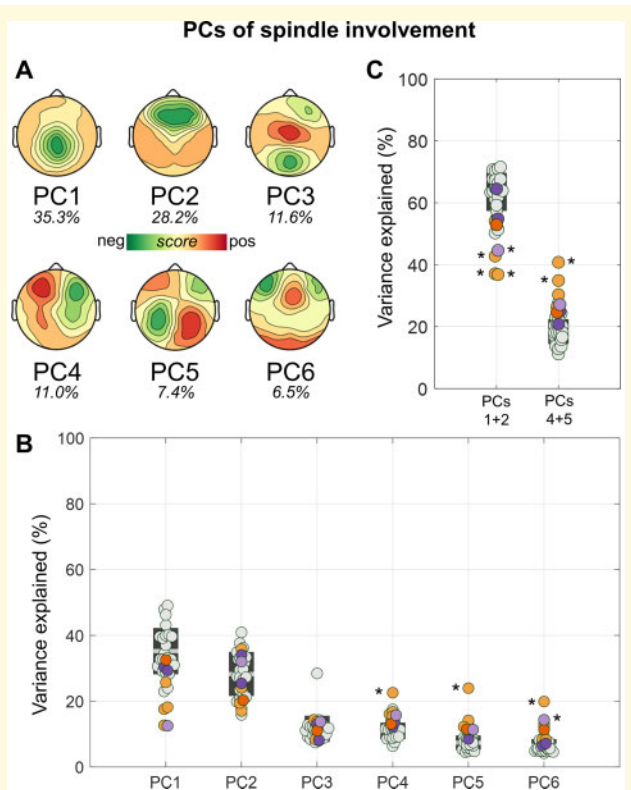 PCs of spindle involvement
A
PC1
35.3%
PC2
28.2%
PC3
11.6%
neg score pos
PC4
11.0%
PC5
7.4%
PC6
6.5%
C
Variance explained (%)
100
80
60
40
20
0
* *
* *
* *
PCs
1+2
PCs
4+5
B
Variance explained (%)
100
80
60
40
20
0
* * * *
PC1 PC2 PC3 PC4 PC5 PC6